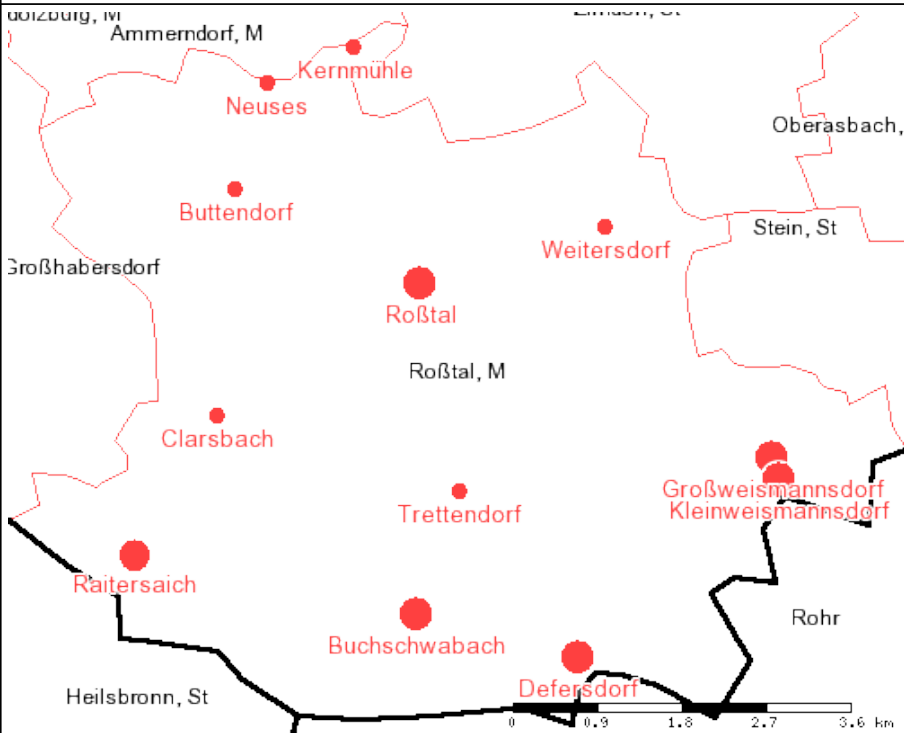 Ammerndorf, M
Kernmühle
Neuses
Oberasbach,
Buttendorf
Stein, St
Weitersdorf
Großhabersdorf
Roßtal
Roßtal, M
Clarsbach
Großweismannsdorf
Kleinweismannsdorf
Trettendorf
Raitersaich
Rohr
Buchschwabach
Defersdorf
Heilsbronn, St
0 0.9 1.8 2.7 3.6 km